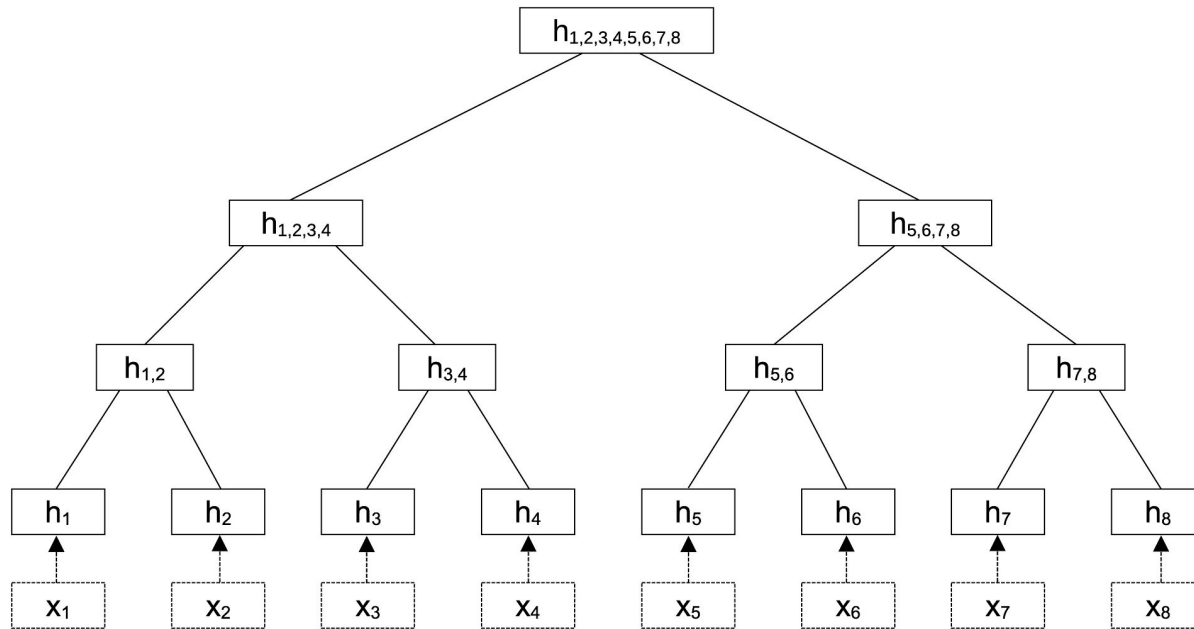 h1,2,3,4,5,6,7,8
h1,2,3,4
h5,6,7,8
h1,2
h3,4
h5,6
h7,8
h1
h2
h3
h4
h5
h6
h7
h8
x1
x2
x3
x4
x5
x6
x7
x8